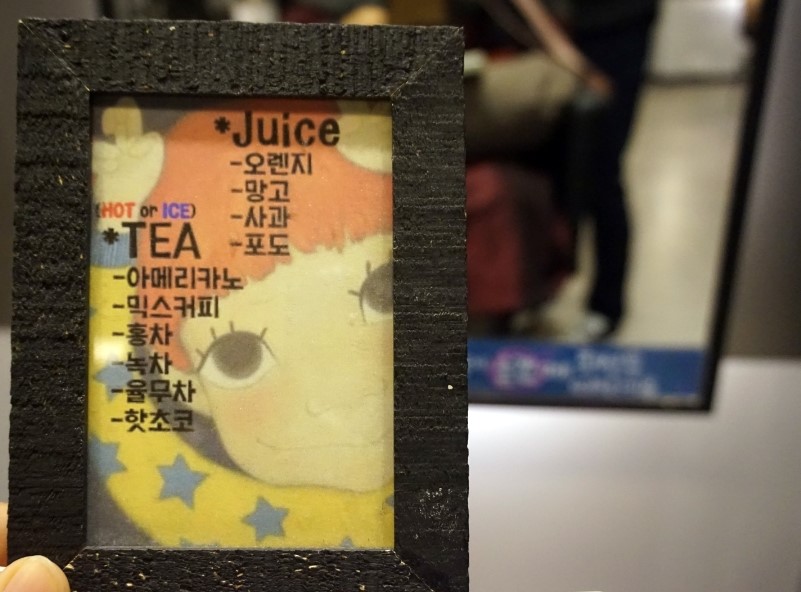 *Juice
-오렌지
-망고
-사과
-포도
(HOT or ICE)
*TEA
-아메리카노
-믹스커피
-홍차
-녹차
-율무차
-핫초코